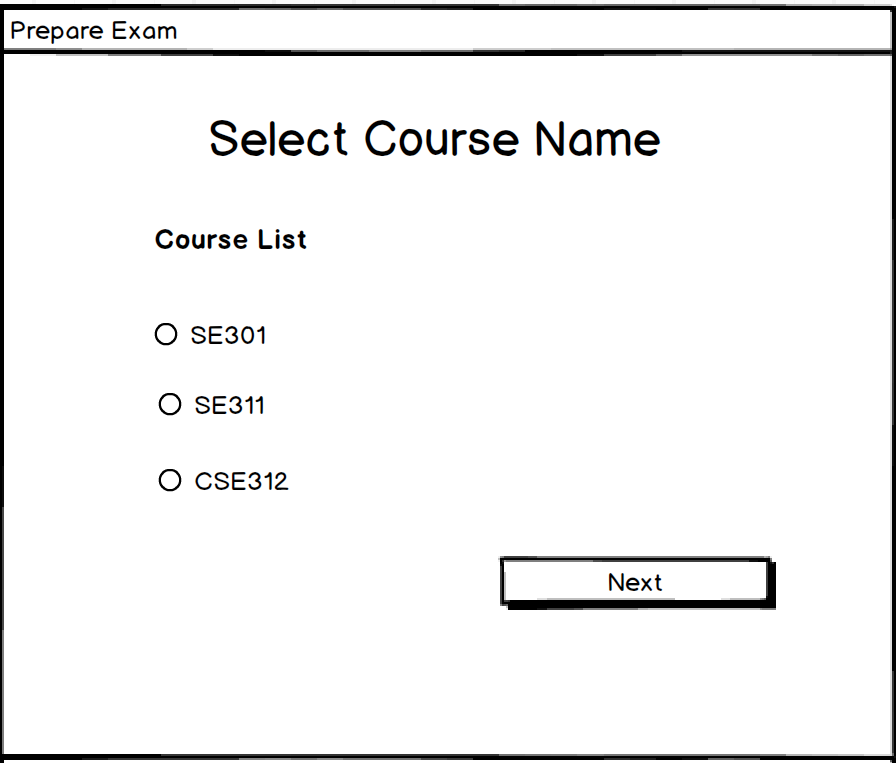 Prepare Exam
Select Course Name
Course List
SE301
SE311
CSE312
Next